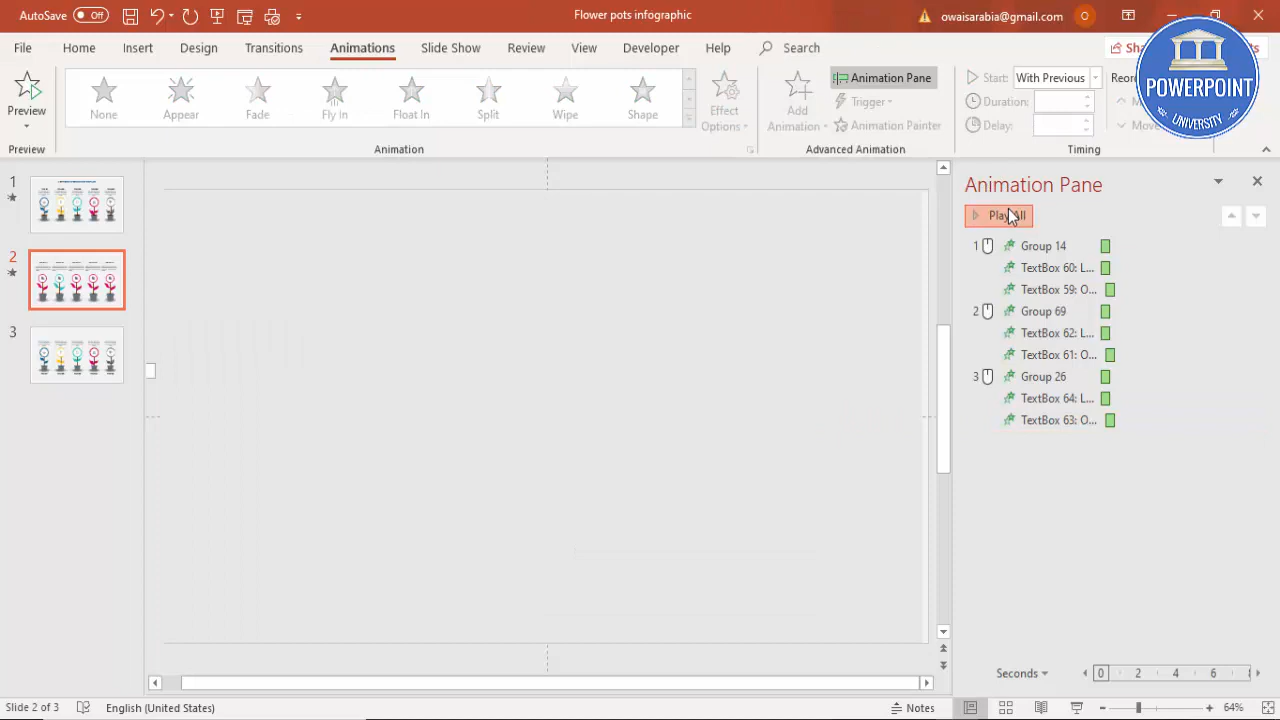 AutoSave Off Flower pots infographic owaisarabia@gmail.com O
File Home Insert Design Transitions Animations Slide Show Review View Developer Help Search
Preview None Appear Fade Fly In Float In Split Wipe Shape Effect Options Add Animation Animation Pane Trigger Animation Painter Start: With Previous Duration: Delay:
Preview Animation Advanced Animation Timing
POWERPOINT
UNIVERSITY
1
2
3
Animation Pane
Play All
1 Group 14
TextBox 60: L...
TextBox 59: O...
2 Group 69
TextBox 62: L...
TextBox 61: O...
3 Group 26
TextBox 64: L...
TextBox 63: O...
Seconds 0 2 4 6
Slide 2 of 3 English (United States) Notes 64%